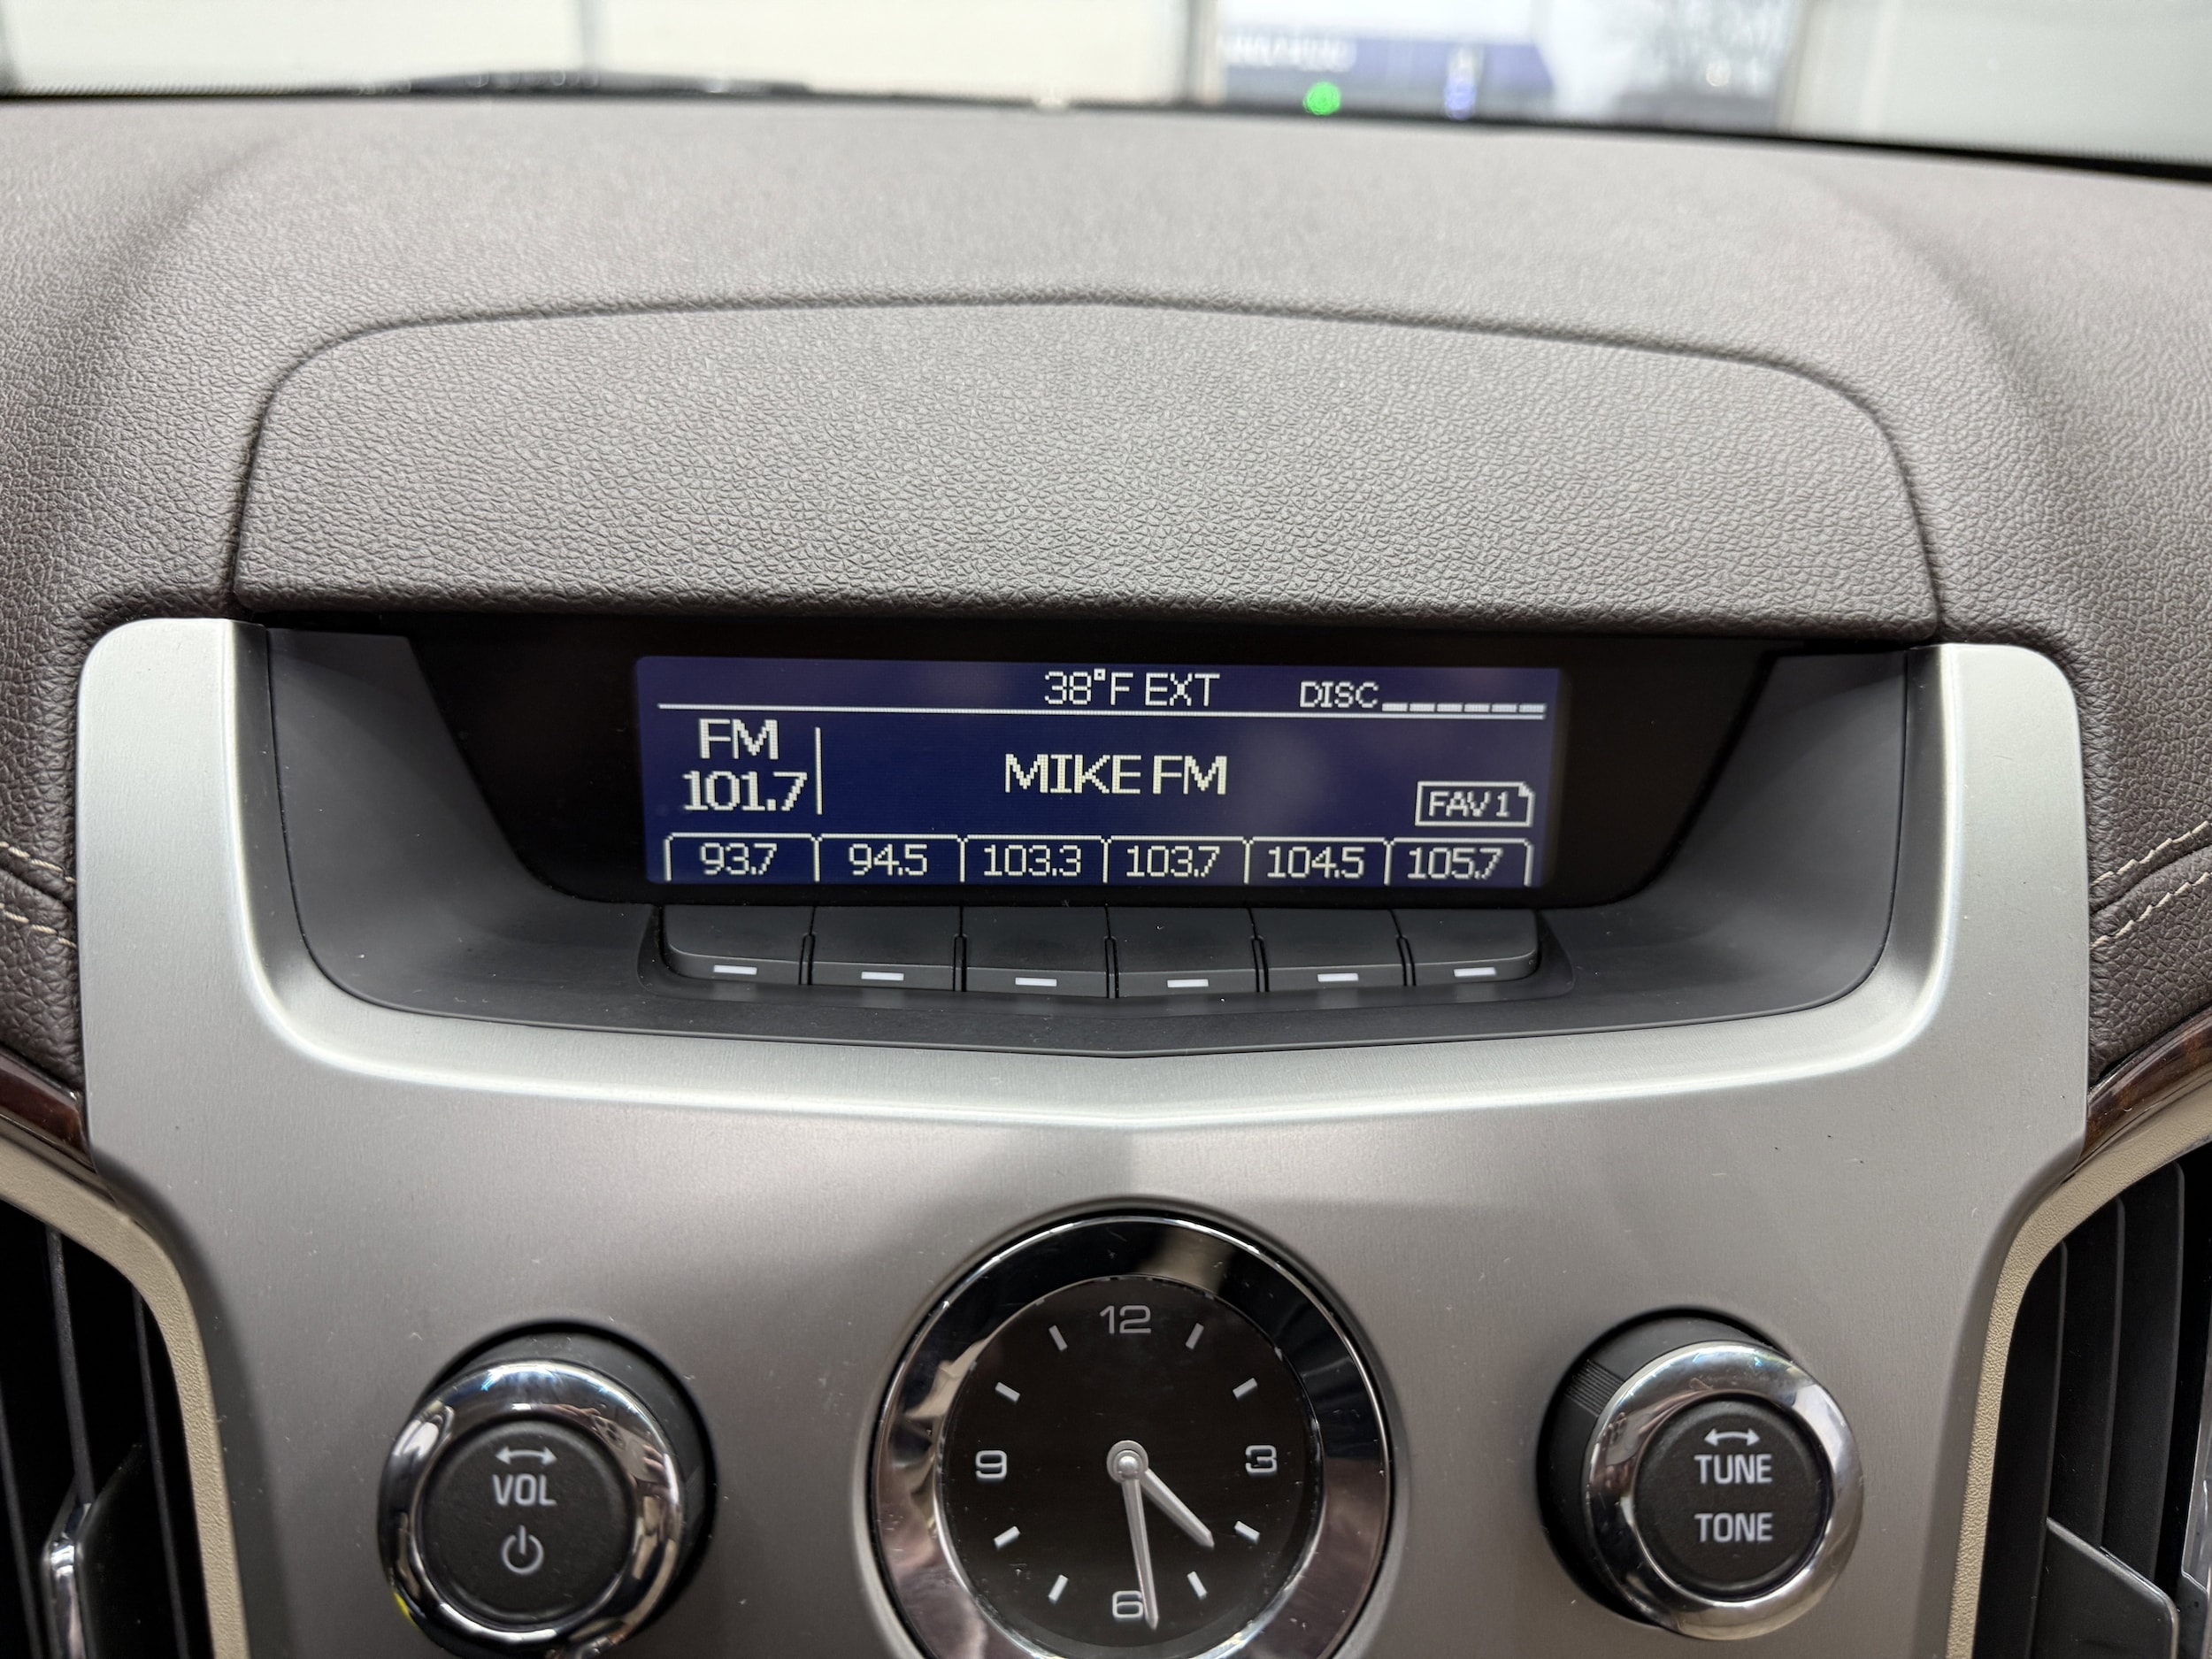 38°F EXT DISC
FM
101.7
MIKE FM
FAV 1
93.7 94.5 103.3 103.7 104.5 105.7
12
9 3
6
VOL
TUNE
TONE